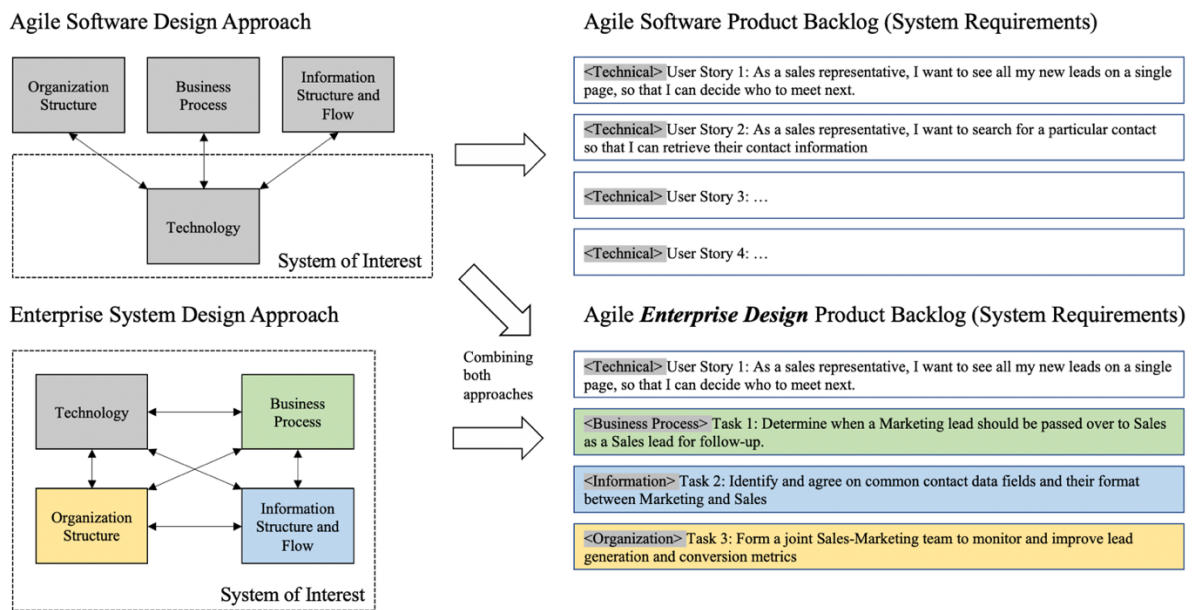 Agile Software Design Approach
Organization
Structure
Business
Process
Information
Structure and
Flow
Technology
System of Interest
Agile Software Product Backlog (System Requirements)
<Technical> User Story 1: As a sales representative, I want to see all my new leads on a single
page, so that I can decide who to meet next.
<Technical> User Story 2: As a sales representative, I want to search for a particular contact
so that I can retrieve their contact information
<Technical> User Story 3: …
<Technical> User Story 4: …
Enterprise System Design Approach
Technology
Business
Process
Organization
Structure
Information
Structure and
Flow
System of Interest
Combining
both
approaches
Agile Enterprise Design Product Backlog (System Requirements)
<Technical> User Story 1: As a sales representative, I want to see all my new leads on a single
page, so that I can decide who to meet next.
<Business Process> Task 1: Determine when a Marketing lead should be passed over to Sales
as a Sales lead for follow-up.
<Information> Task 2: Identify and agree on common contact data fields and their format
between Marketing and Sales
<Organization> Task 3: Form a joint Sales-Marketing team to monitor and improve lead
generation and conversion metrics